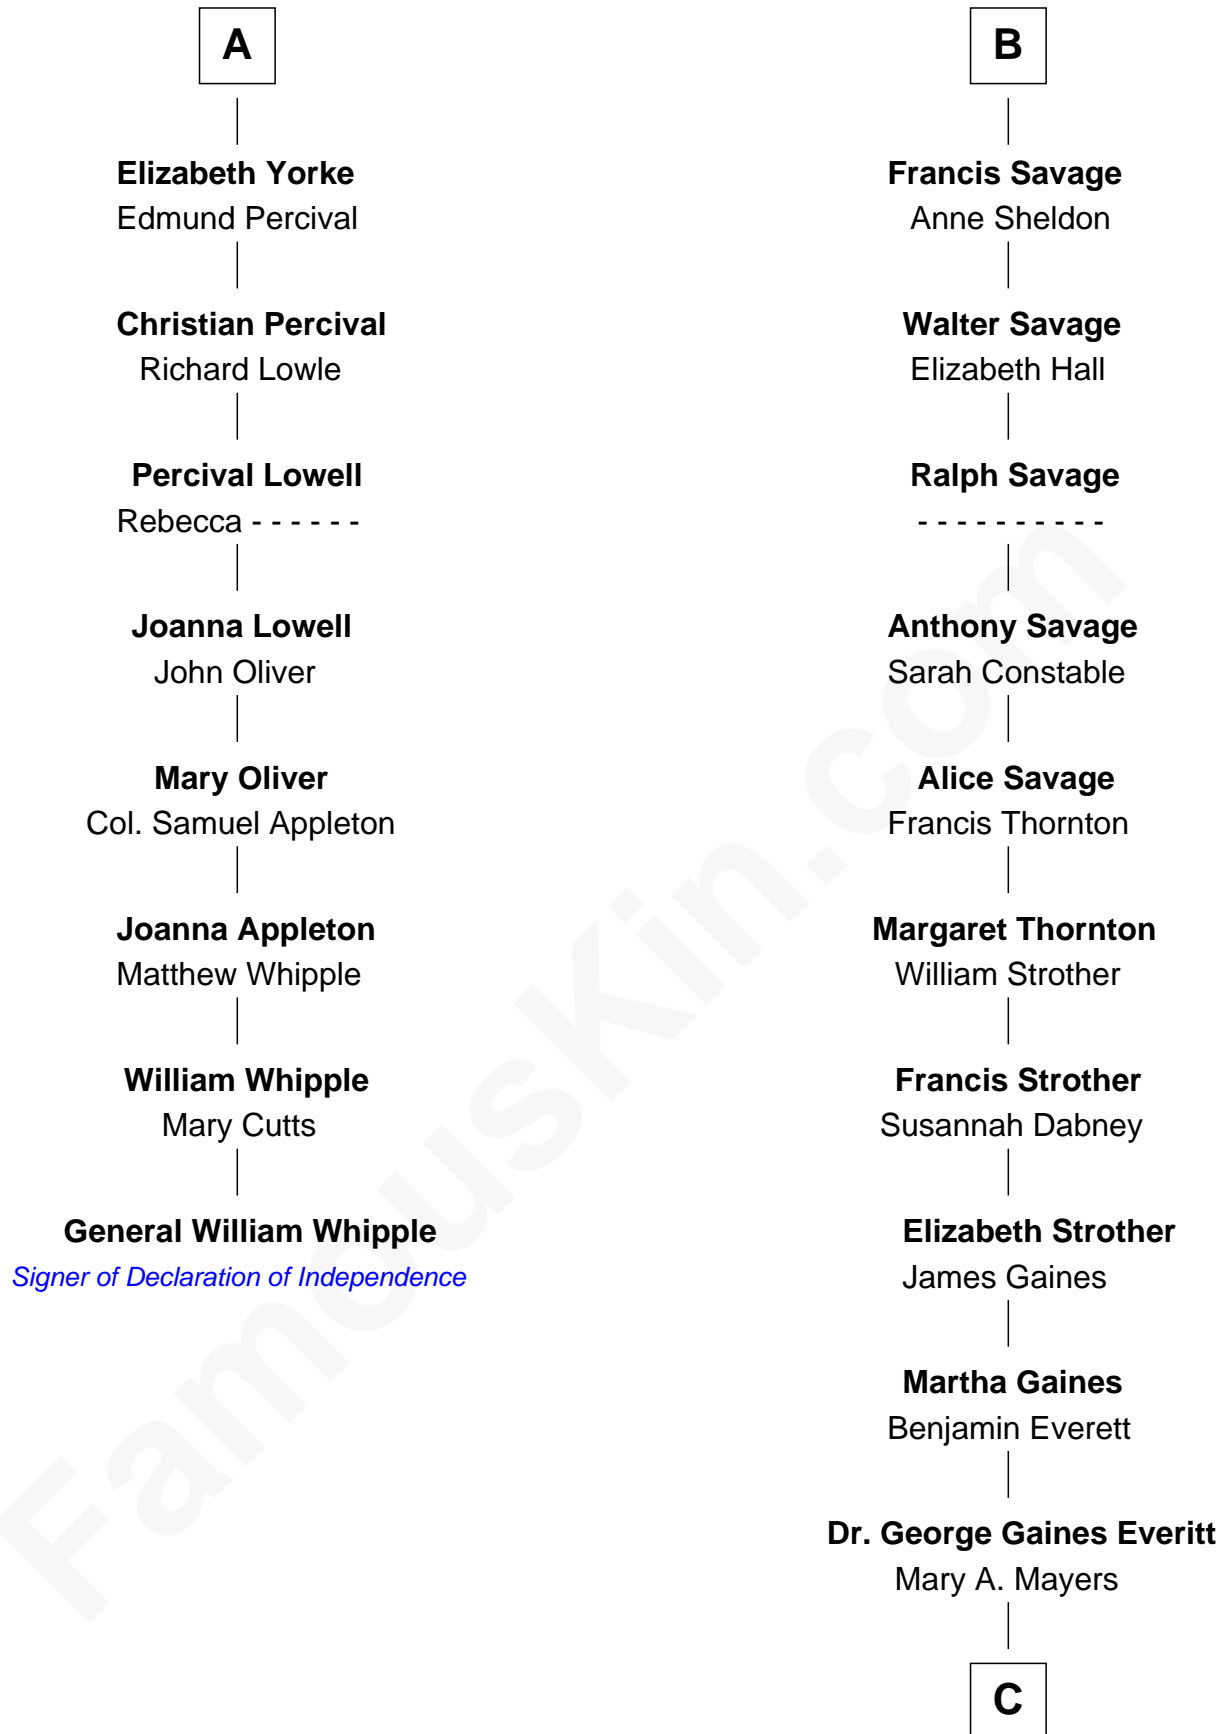 A
Elizabeth Yorke
Edmund Percival
Christian Percival
Richard Lowle
Percival Lowell
Rebecca - - - - - -
Joanna Lowell
John Oliver
Mary Oliver
Col. Samuel Appleton
Joanna Appleton
Matthew Whipple
William Whipple
Mary Cutts
General William Whipple
Signer of Declaration of Independence
B
Francis Savage
Anne Sheldon
Walter Savage
Elizabeth Hall
Ralph Savage
- - - - - - - - - -
Anthony Savage
Sarah Constable
Alice Savage
Francis Thornton
Margaret Thornton
William Strother
Francis Strother
Susannah Dabney
Elizabeth Strother
James Gaines
Martha Gaines
Benjamin Everett
Dr. George Gaines Everitt
Mary A. Mayers
C
FamousKin.com